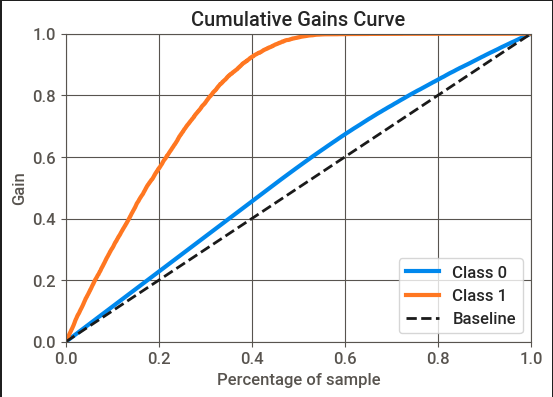 Cumulative Gains Curve
1.0
0.8
0.6
0.4
0.2
0.0
Gain
0.0 0.2 0.4 0.6 0.8 1.0
Percentage of sample
Class 0
Class 1
Baseline